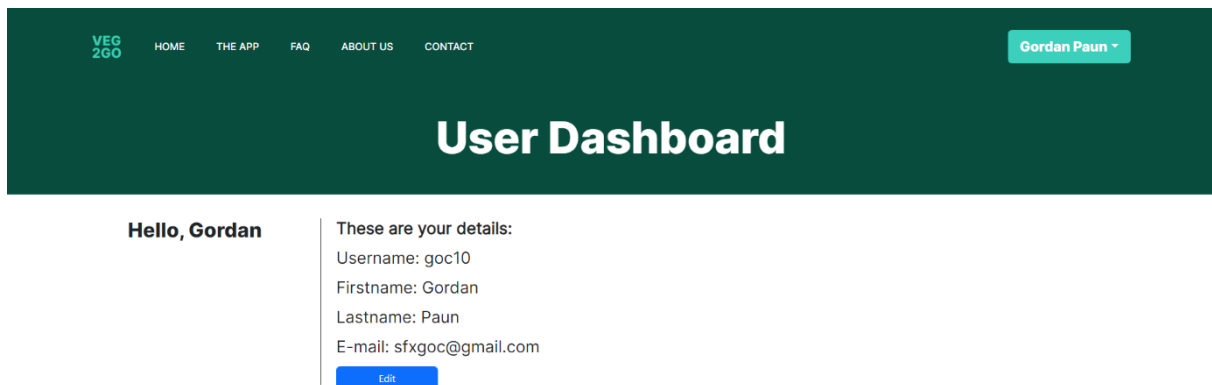 VEG
2GO
HOME THE APP FAQ ABOUT US CONTACT
Gordan Paun
User Dashboard
Hello, Gordan
These are your details:
Username: goc10
Firstname: Gordan
Lastname: Paun
E-mail: sfxgoc@gmail.com
Edit